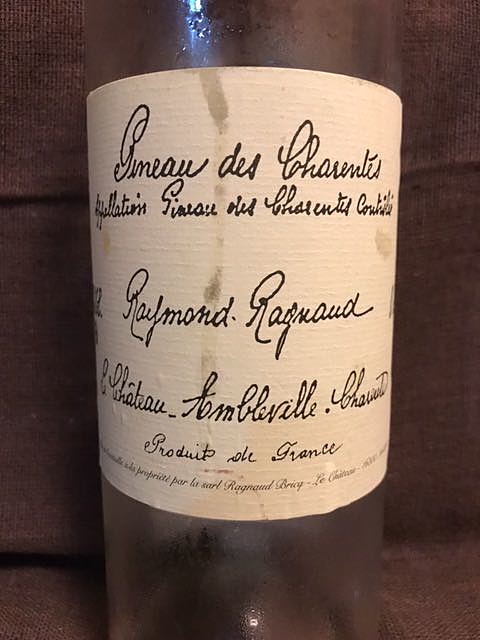 Pineau des Charentes
Appellation Pineau des Charentes Contrôlée
Raymond Ragnaud
Le Château - Ambleville. Charente
Produit de France
à la propriété par la sarl Ragnaud Bricq - Le Château -